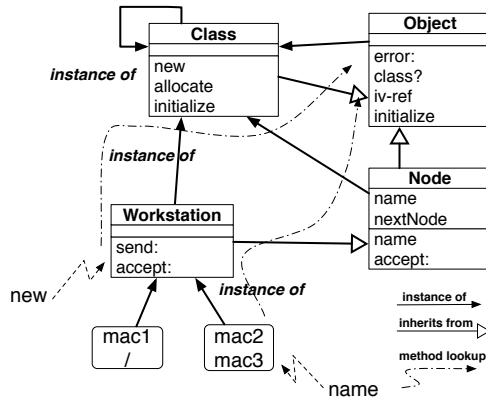 Class
new
allocate
initialize
Object
error:
class?
iv-ref
initialize
instance of
instance of
Node
name
nextNode
name
accept:
Workstation
send:
accept:
instance of
new
mac1
/
mac2
mac3
name
instance of
inherits from
method lookup